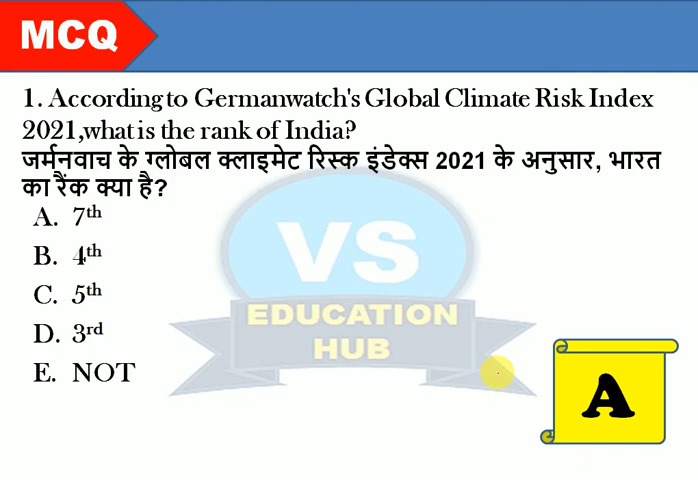 MCQ
1. According to Germanwatch's Global Climate Risk Index
2021,what is the rank of India?
जर्मनवाच के ग्लोबल क्लाइमेट रिस्क इंडेक्स 2021 के अनुसार, भारत
का रैंक क्या है?
A. 7th
B. 4th
C. 5th
D. 3rd
E. NOT
VS
EDUCATION
HUB
A